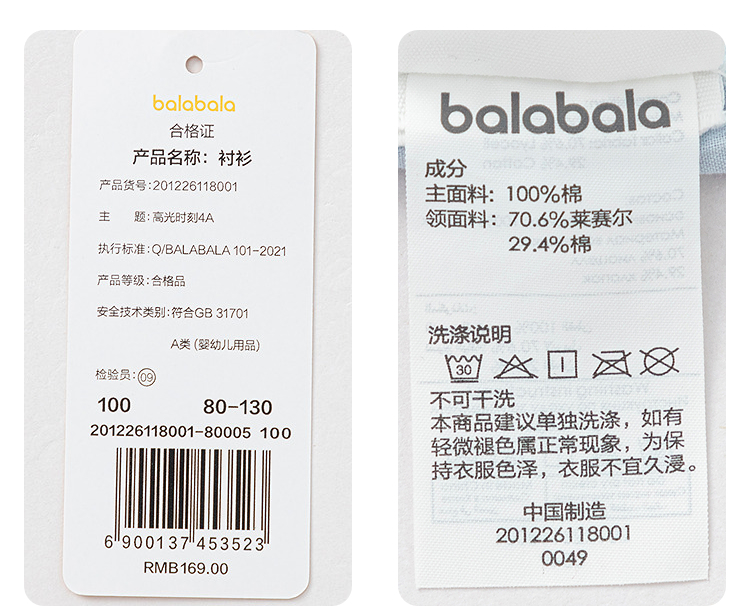 balabala
合格证
产品名称：衬衫
产品货号：201226118001
主 题：高光时刻4A
执行标准：Q/BALABALA 101-2021
产品等级：合格品
安全技术类别：符合GB 31701
A类 (婴幼儿用品)
检验员：09
100 80-130
201226118001-80005 100
6 900137 453523
RMB169.00
balabala
成分
主面料：100%棉
领面料：70.6%莱赛尔
29.4%棉
洗涤说明
30
不可干洗
本商品建议单独洗涤，如有
轻微褪色属正常现象，为保
持衣服色泽，衣服不宜久浸。
中国制造
201226118001
0049